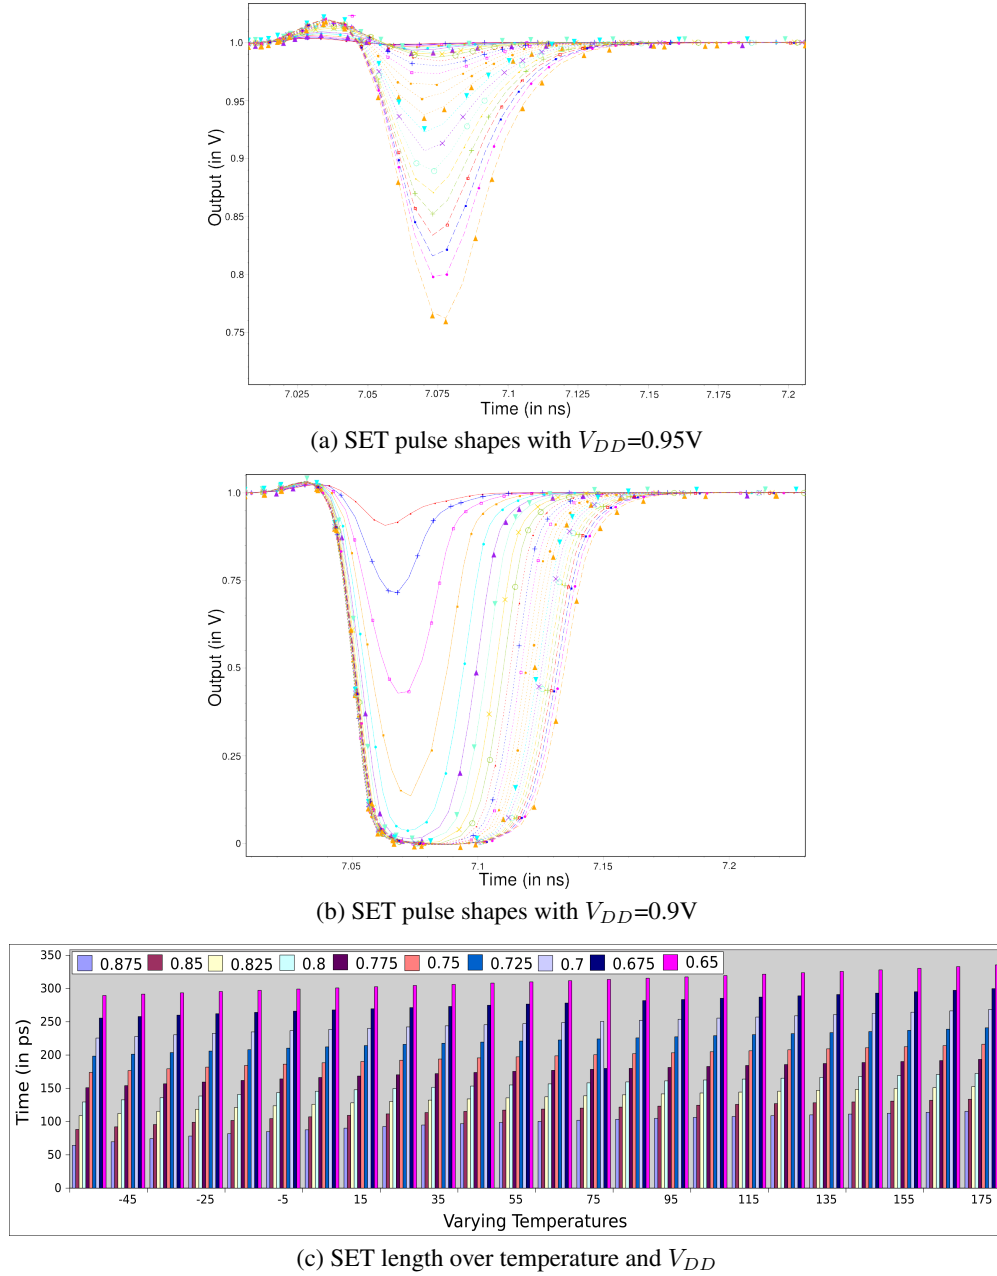 1.0
0.95
0.9
0.85
0.8
0.75
Output (in V)
7.025 7.05 7.075 7.1 7.125 7.15 7.175 7.2
Time (in ns)
(a) SET pulse shapes with V_DD=0.95V
1.0
0.75
0.5
0.25
0
Output (in V)
7.05 7.1 7.15 7.2
Time (in ns)
(b) SET pulse shapes with V_DD=0.9V
0.875 0.85 0.825 0.8 0.775 0.75 0.725 0.7 0.675 0.65
350
300
250
200
150
100
50
0
Time (in ps)
-45 -25 -5 15 35 55 75 95 115 135 155 175
Varying Temperatures
(c) SET length over temperature and V_DD